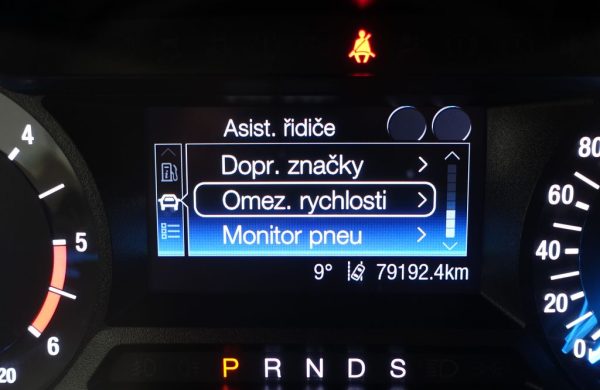 Asist. řidiče
Dopr. značky
Omez. rychlosti
Monitor pneu
9° 79192.4km
P R N D S
4
5
6
20
80
60
40
20
0